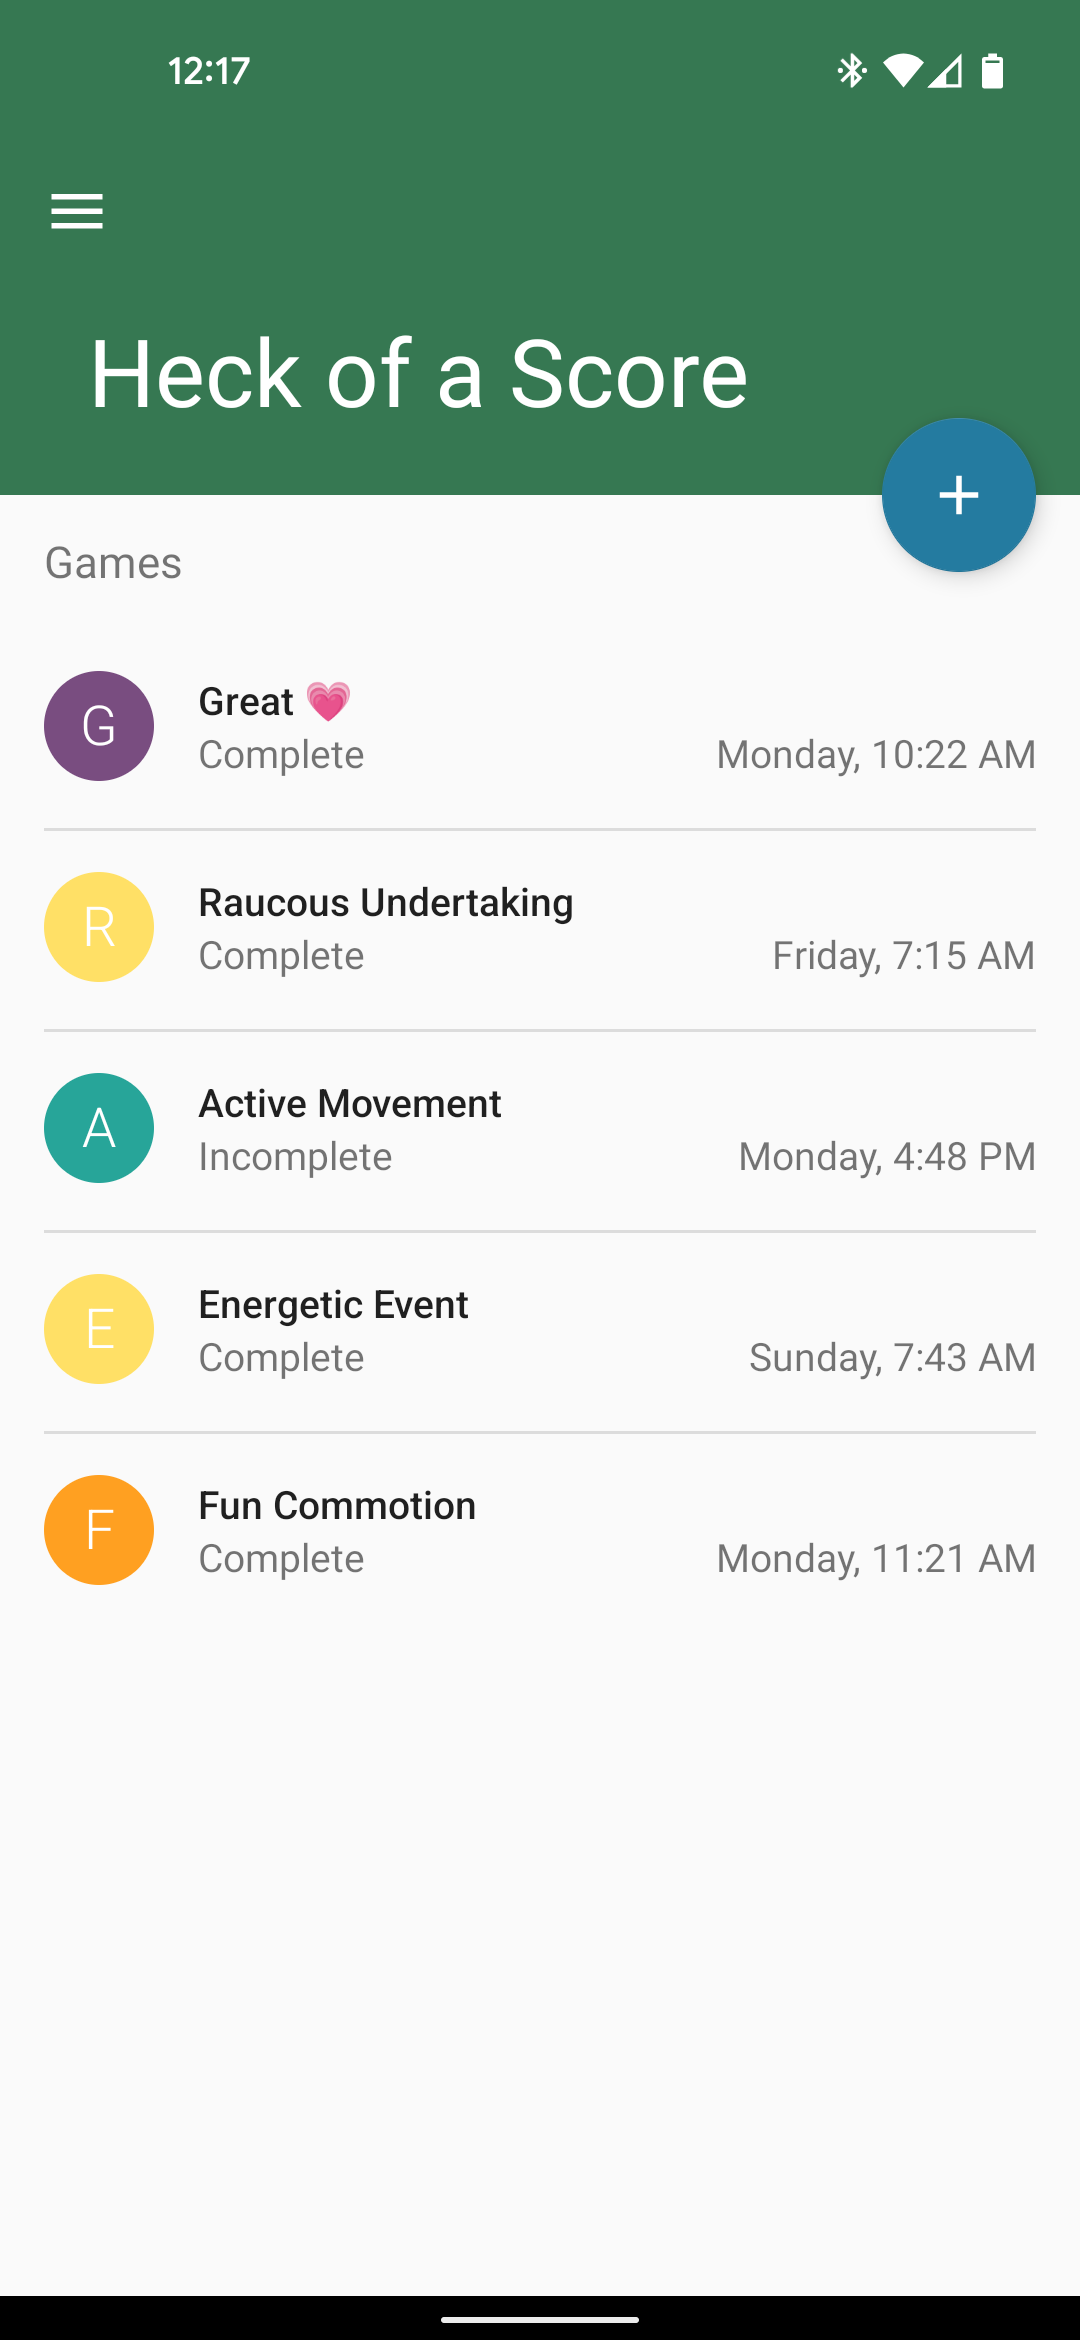 12:17
Heck of a Score
Games
G
Great 💗
Complete
Monday, 10:22 AM
R
Raucous Undertaking
Complete
Friday, 7:15 AM
A
Active Movement
Incomplete
Monday, 4:48 PM
E
Energetic Event
Complete
Sunday, 7:43 AM
F
Fun Commotion
Complete
Monday, 11:21 AM